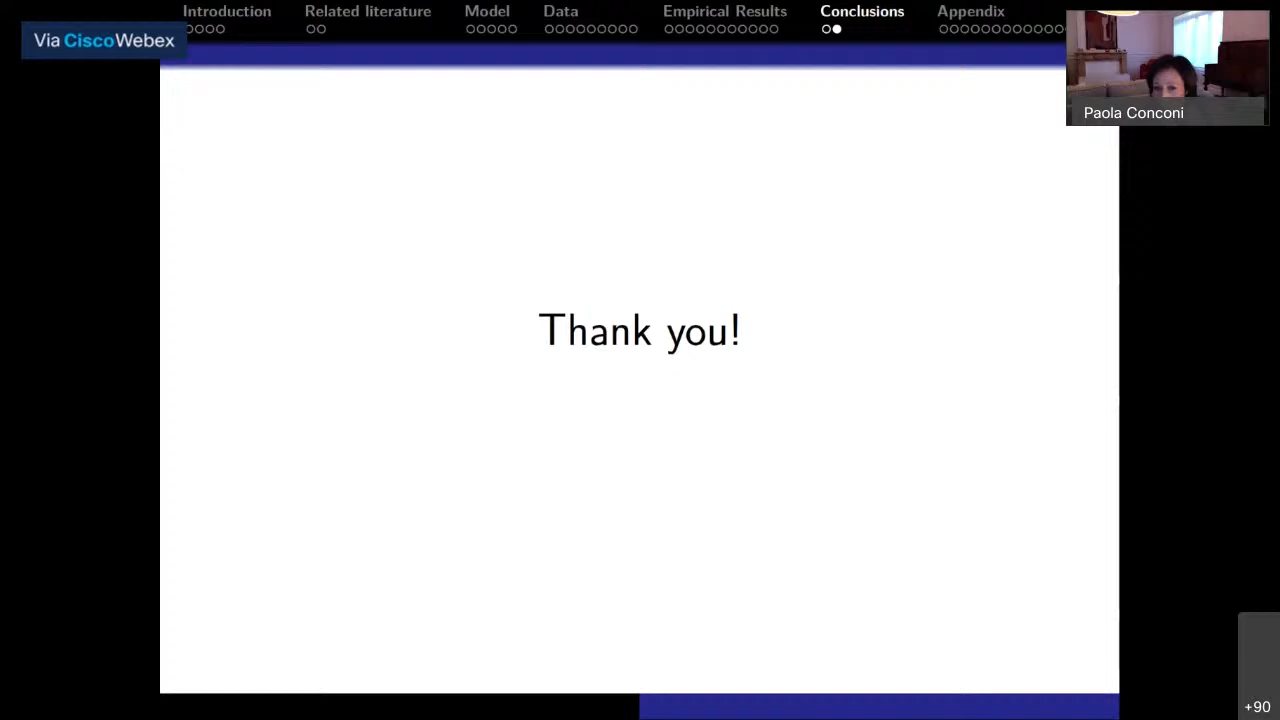 Introduction Related literature Model Data Empirical Results Conclusions Appendix
Via Cisco Webex
Paola Conconi
Thank you!
+90